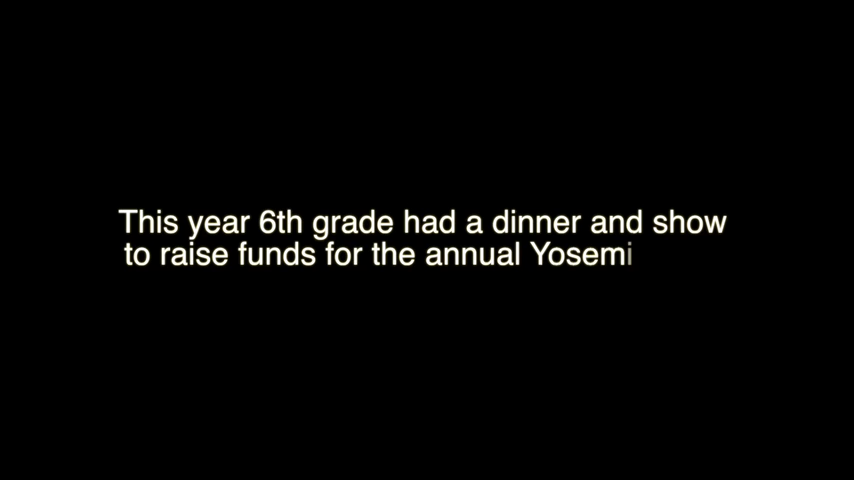 This year 6th grade had a dinner and show
to raise funds for the annual Yosemi